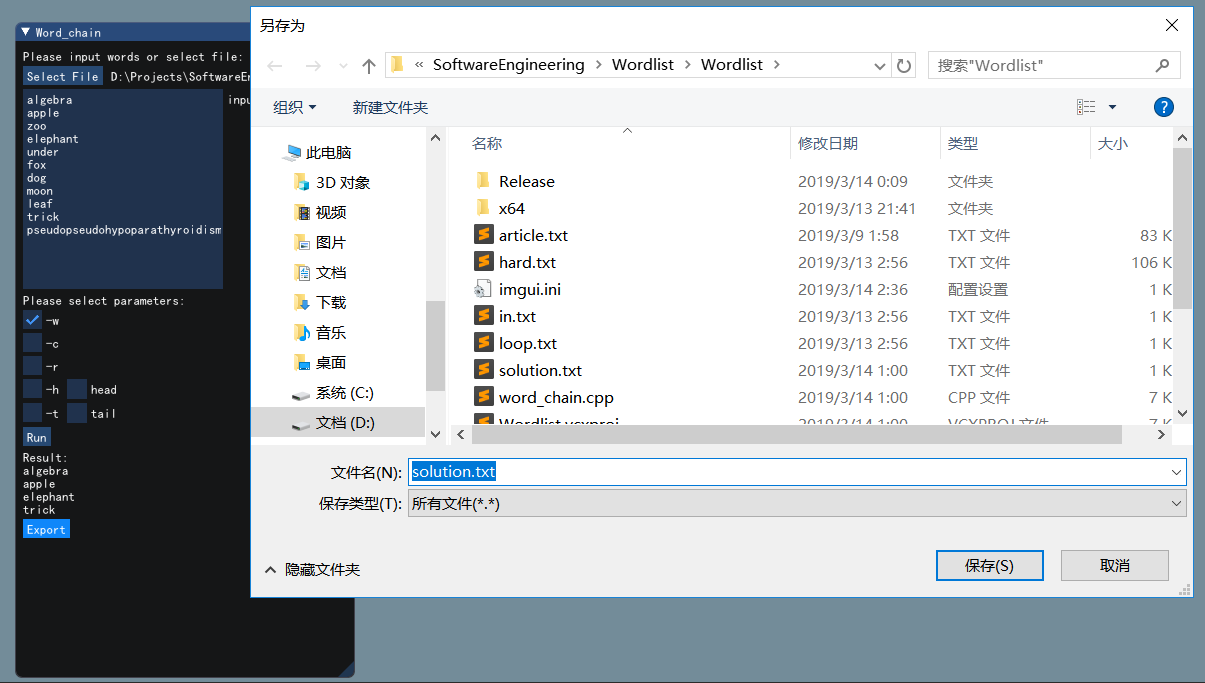 Word_chain
Please input words or select file:
Select File D:\Projects\SoftwareEn
algebra
apple
zoo
elephant
under
fox
dog
moon
leaf
trick
pseudopseudohypoparathyroidism
inpu
Please select parameters:
-w
-c
-r
-h head
-t tail
Run
Result:
algebra
apple
elephant
trick
Export
另存为
« SoftwareEngineering > Wordlist > Wordlist >
搜索"Wordlist"
组织 新建文件夹
此电脑
3D 对象
视频
图片
文档
下载
音乐
桌面
系统 (C:)
文档 (D:)
名称 修改日期 类型 大小
Release 2019/3/14 0:09 文件夹
x64 2019/3/13 21:41 文件夹
article.txt 2019/3/9 1:58 TXT 文件 83 K
hard.txt 2019/3/13 2:56 TXT 文件 106 K
imgui.ini 2019/3/14 2:36 配置设置 1 K
in.txt 2019/3/13 2:56 TXT 文件 1 K
loop.txt 2019/3/13 2:56 TXT 文件 1 K
solution.txt 2019/3/14 1:00 TXT 文件 1 K
word_chain.cpp 2019/3/14 1:00 CPP 文件 7 K
Wordlist.vcxproj 2019/3/14 1:00 VCXPROJ 文件 7 K
文件名(N): solution.txt
保存类型(T): 所有文件(*.*)
隐藏文件夹
保存(S) 取消